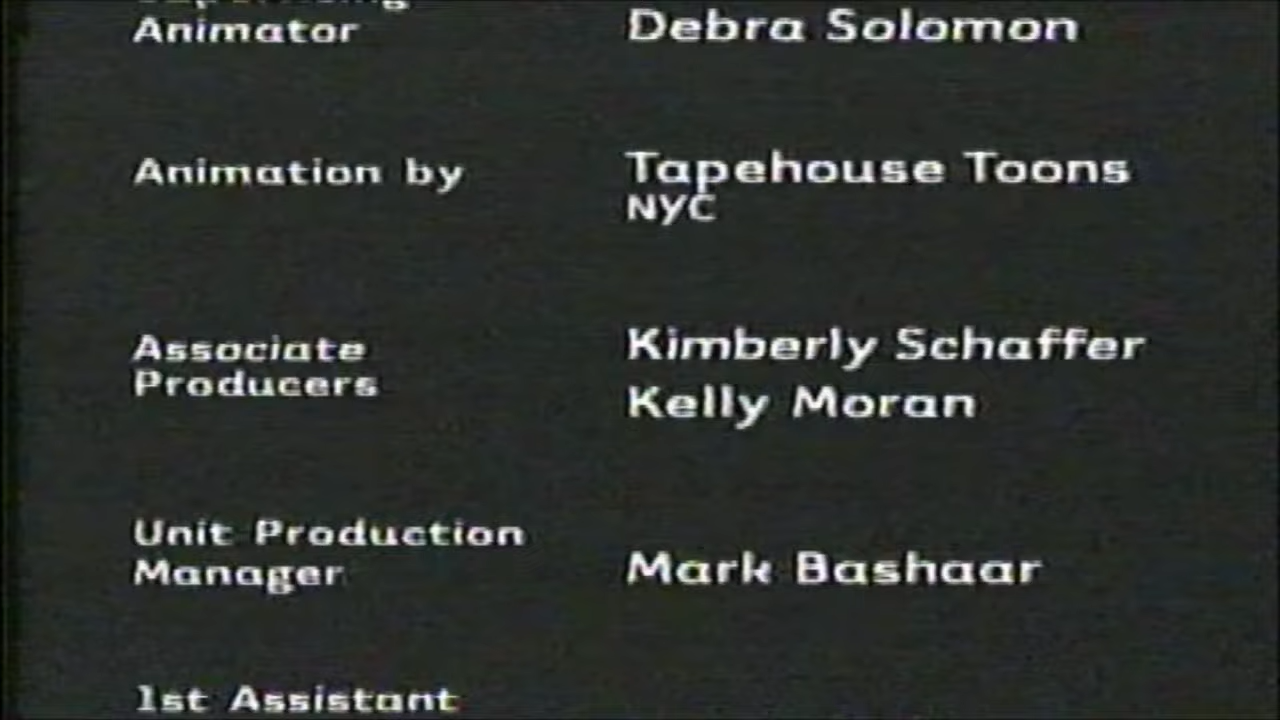 Animator
Debra Solomon
Animation by
Tapehouse Toons
NYC
Associate
Producers
Kimberly Schaffer
Kelly Moran
Unit Production
Manager
Mark Bashaar
1st Assistant